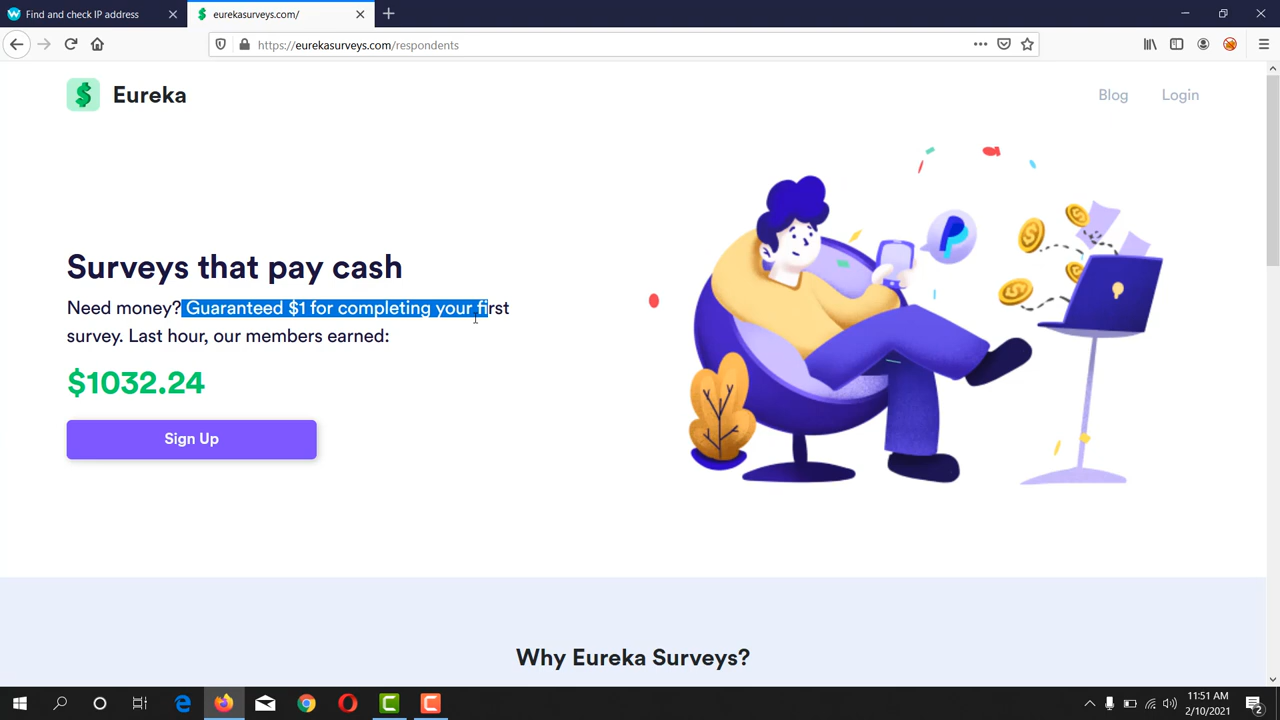 Find and check IP address
eurekasurveys.com/
https://eurekasurveys.com/respondents
Eureka
Blog
Login
Surveys that pay cash
Need money? Guaranteed $1 for completing your first
survey. Last hour, our members earned:
$1032.24
Sign Up
Why Eureka Surveys?
11:51 AM
2/10/2021
2